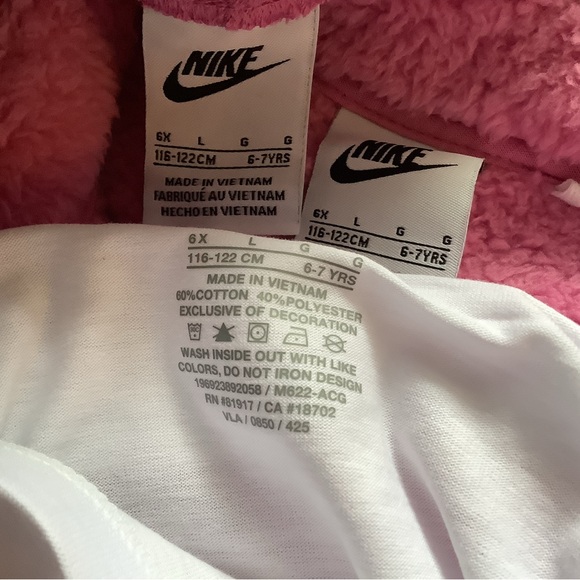 NIKE
6X L G G
116-122CM 6-7YRS
MADE IN VIETNAM
FABRIQUÉ AU VIETNAM
HECHO EN VIETNAM
NIKE
6X L G G
116-122CM 6-7YRS
6X L G G
116-122 CM 6-7 YRS
MADE IN VIETNAM
60%COTTON 40%POLYESTER
EXCLUSIVE OF DECORATION
WASH INSIDE OUT WITH LIKE
COLORS, DO NOT IRON DESIGN
196923892058 / M622-ACG
RN #81917 / CA #18702
VLA / 0850 / 425